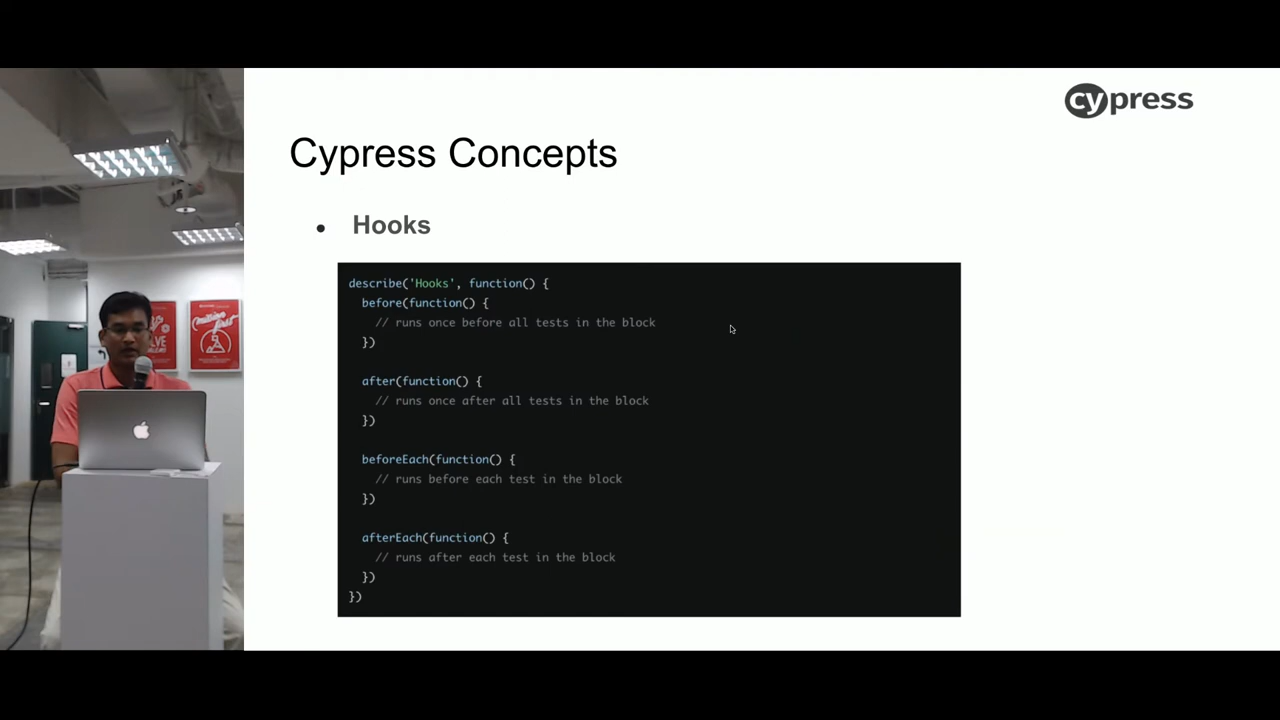 cypress
Cypress Concepts
● Hooks
describe('Hooks', function() {
before(function() {
// runs once before all tests in the block
})
after(function() {
// runs once after all tests in the block
})
beforeEach(function() {
// runs before each test in the block
})
afterEach(function() {
// runs after each test in the block
})
})